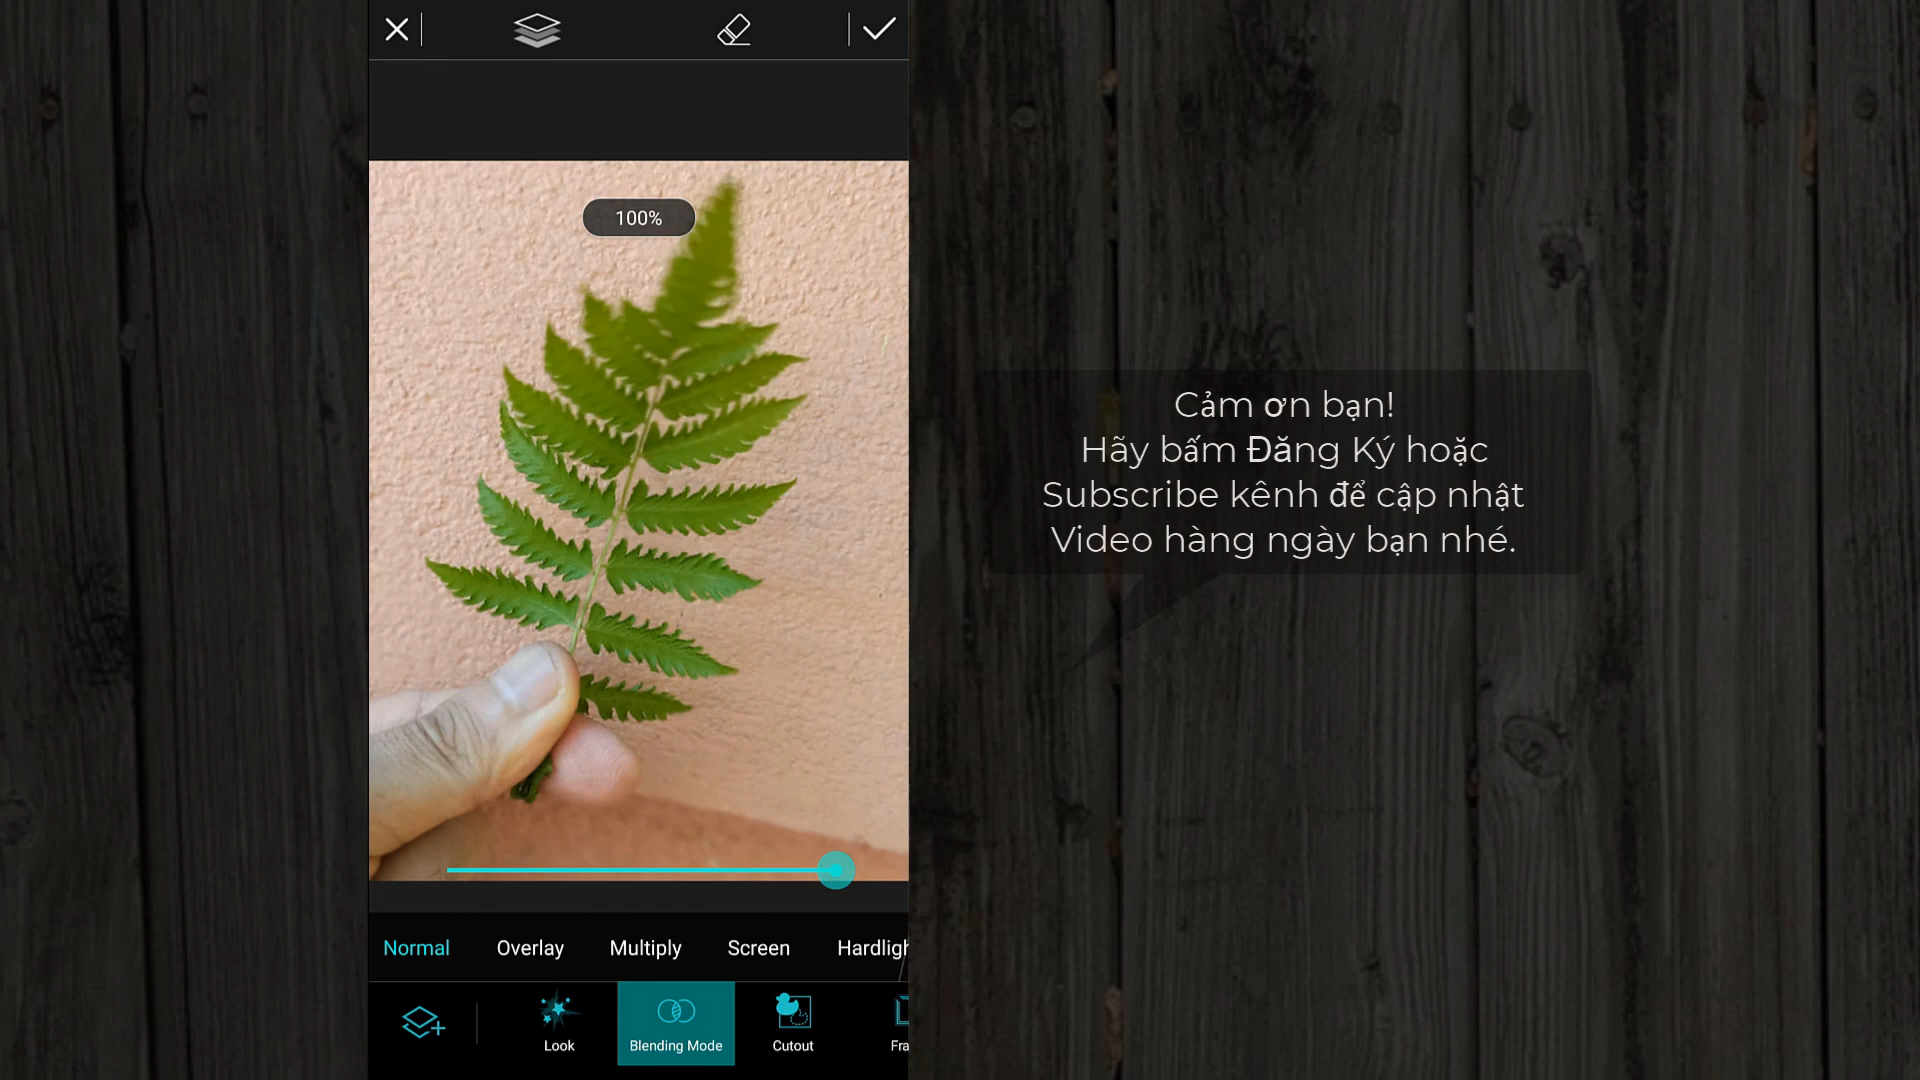 100%
Cảm ơn bạn!
Hãy bấm Đăng Ký hoặc
Subscribe kênh để cập nhật
Video hàng ngày bạn nhé.
Normal Overlay Multiply Screen
Look Blending Mode Cutout